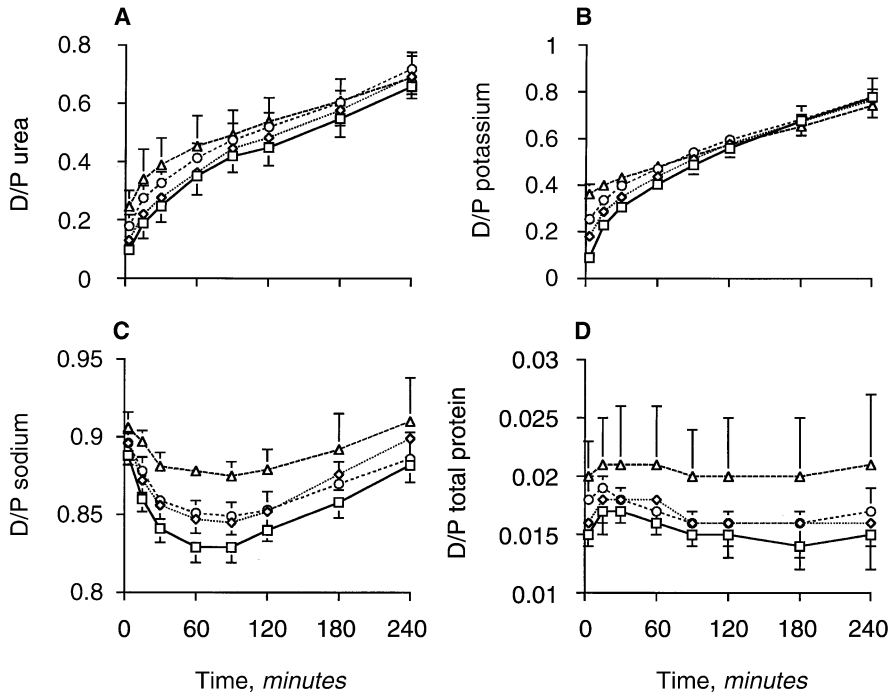 A
B
D/P urea
0.8
0.6
0.4
0.2
0
D/P potassium
1
0.8
0.6
0.4
0.2
0
C
D
D/P sodium
0.95
0.9
0.85
0.8
0 60 120 180 240
Time, minutes
D/P total protein
0.03
0.025
0.02
0.015
0.01
0 60 120 180 240
Time, minutes